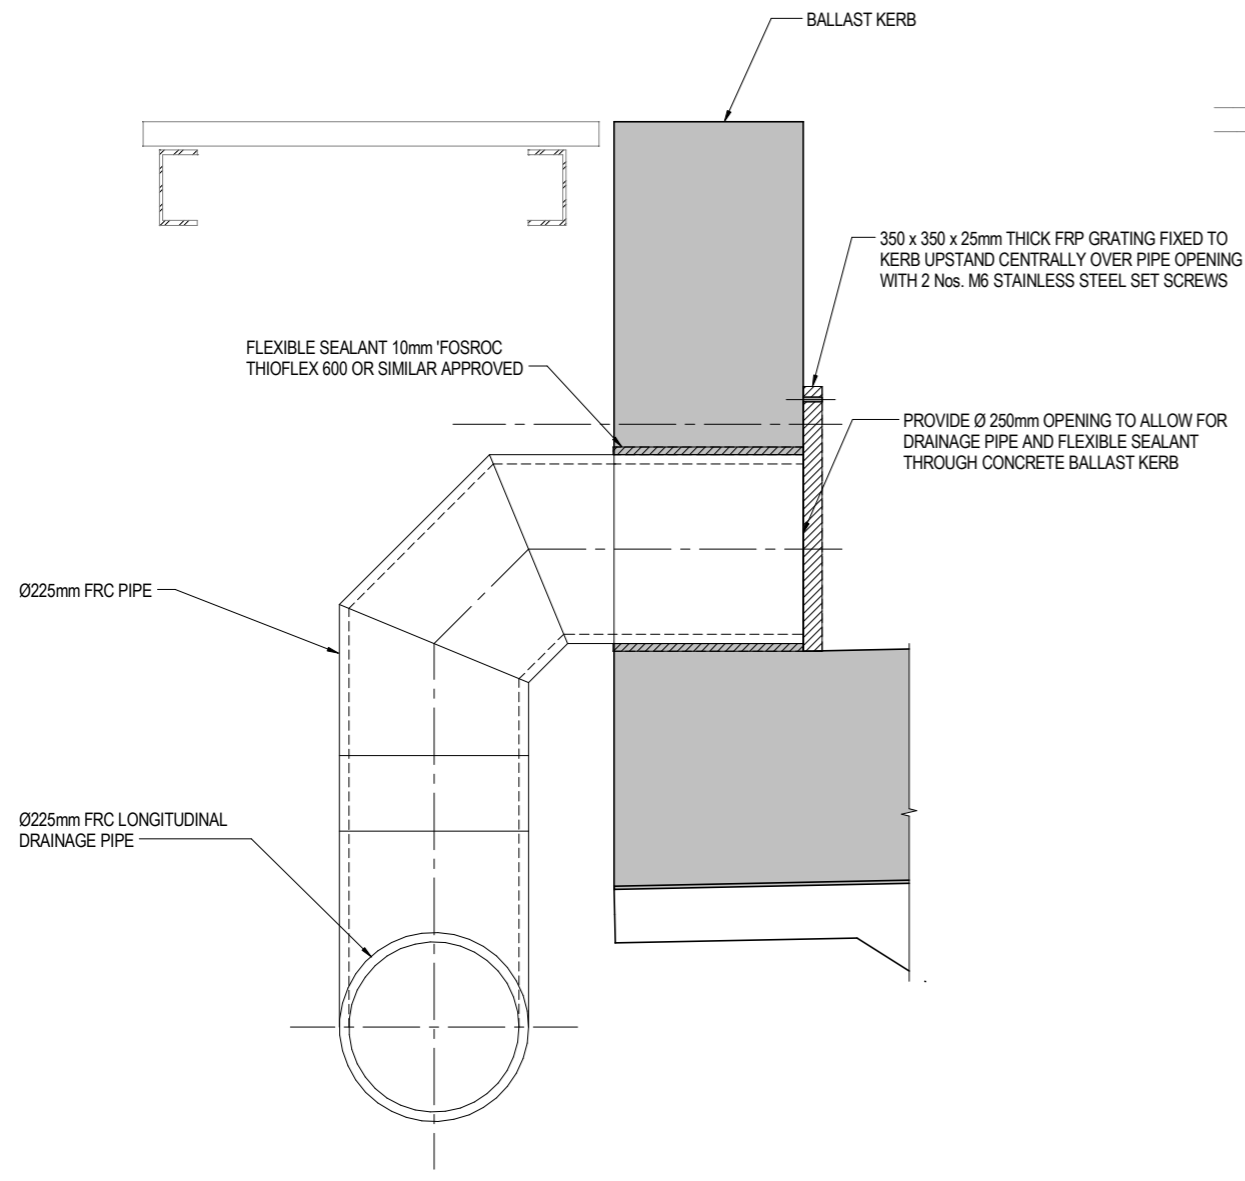 BALLAST KERB
350 x 350 x 25mm THICK FRP GRATING FIXED TO
KERB UPSTAND CENTRALLY OVER PIPE OPENING
WITH 2 Nos. M6 STAINLESS STEEL SET SCREWS
FLEXIBLE SEALANT 10mm 'FOSROC
THIOFLEX 600 OR SIMILAR APPROVED
PROVIDE Ø 250mm OPENING TO ALLOW FOR
DRAINAGE PIPE AND FLEXIBLE SEALANT
THROUGH CONCRETE BALLAST KERB
Ø225mm FRC PIPE
Ø225mm FRC LONGITUDINAL
DRAINAGE PIPE